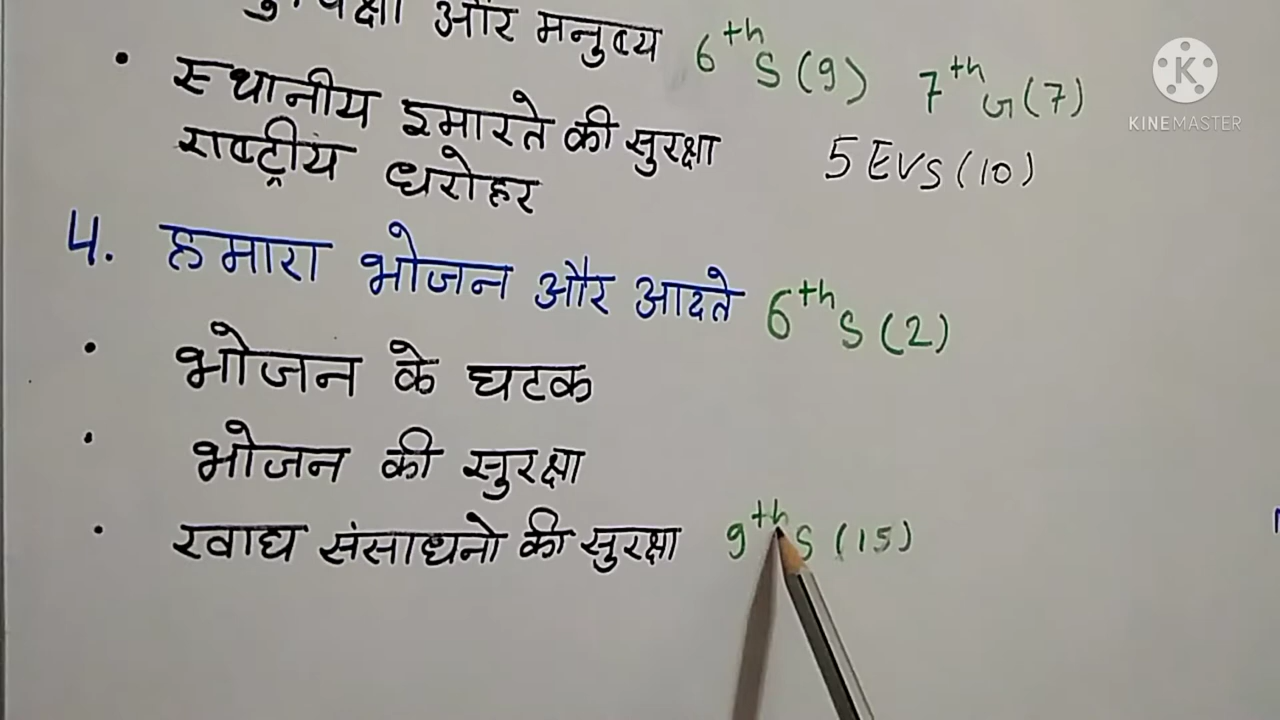 और मनुष्य 6th S (9) 7th G (7)
• स्थानीय इमारते की सुरक्षा
राष्ट्रीय धरोहर 5 EVS (10)
4. हमारा भोजन और आदते 6th S (2)
• भोजन के घटक
• भोजन की सुरक्षा
• खाद्य संसाधनो की सुरक्षा 9th S (15)
K
KINEMASTER